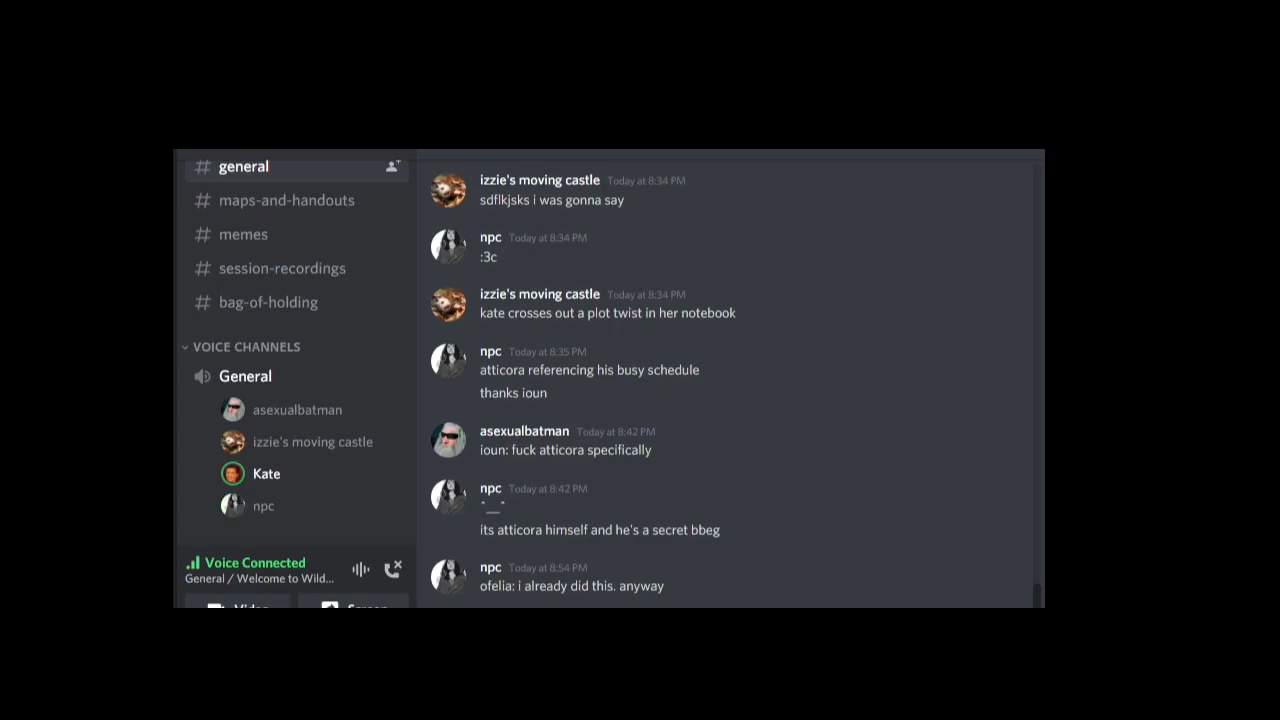 # general
# maps-and-handouts
# memes
# session-recordings
# bag-of-holding
VOICE CHANNELS
General
asexualbatman
izzie's moving castle
Kate
npc
Voice Connected
General / Welcome to Wild...
Video
Screen
izzie's moving castle Today at 8:34 PM
sdflkjsks i was gonna say
npc Today at 8:34 PM
:3c
izzie's moving castle Today at 8:34 PM
kate crosses out a plot twist in her notebook
npc Today at 8:35 PM
atticora referencing his busy schedule
thanks ioun
asexualbatman Today at 8:42 PM
ioun: fuck atticora specifically
npc Today at 8:42 PM
^__^
its atticora himself and he's a secret bbeg
npc Today at 8:54 PM
ofelia: i already did this. anyway